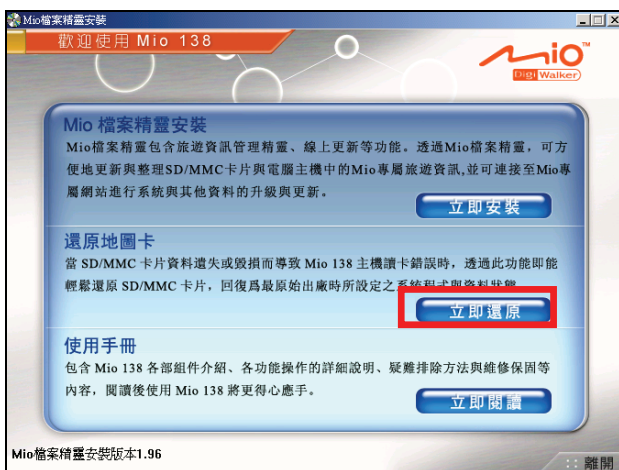 Mio檔案精靈安裝
歡迎使用 Mio 138
mio™
Digi Walker
Mio 檔案精靈安裝
Mio檔案精靈包含旅遊資訊管理精靈、線上更新等功能。透過Mio檔案精靈，可方
便地更新與整理SD/MMC卡片與電腦主機中的Mio專屬旅遊資訊,並可連接至Mio專
屬網站進行系統與其他資料的升級與更新。
立即安裝
還原地圖卡
當 SD/MMC 卡片資料遺失或毀損而導致 Mio 138 主機讀卡錯誤時，透過此功能即能
輕鬆還原 SD/MMC 卡片，回復爲最原始出廠時所設定之系統程式與資料狀態
立即還原
使用手冊
包含 Mio 138 各部組件介紹、各功能操作的詳細說明、疑難排除方法與維修保固等
內容，閱讀後使用 Mio 138 將更得心應手。
立即閱讀
Mio檔案精靈安裝版本1.96
:: 離開